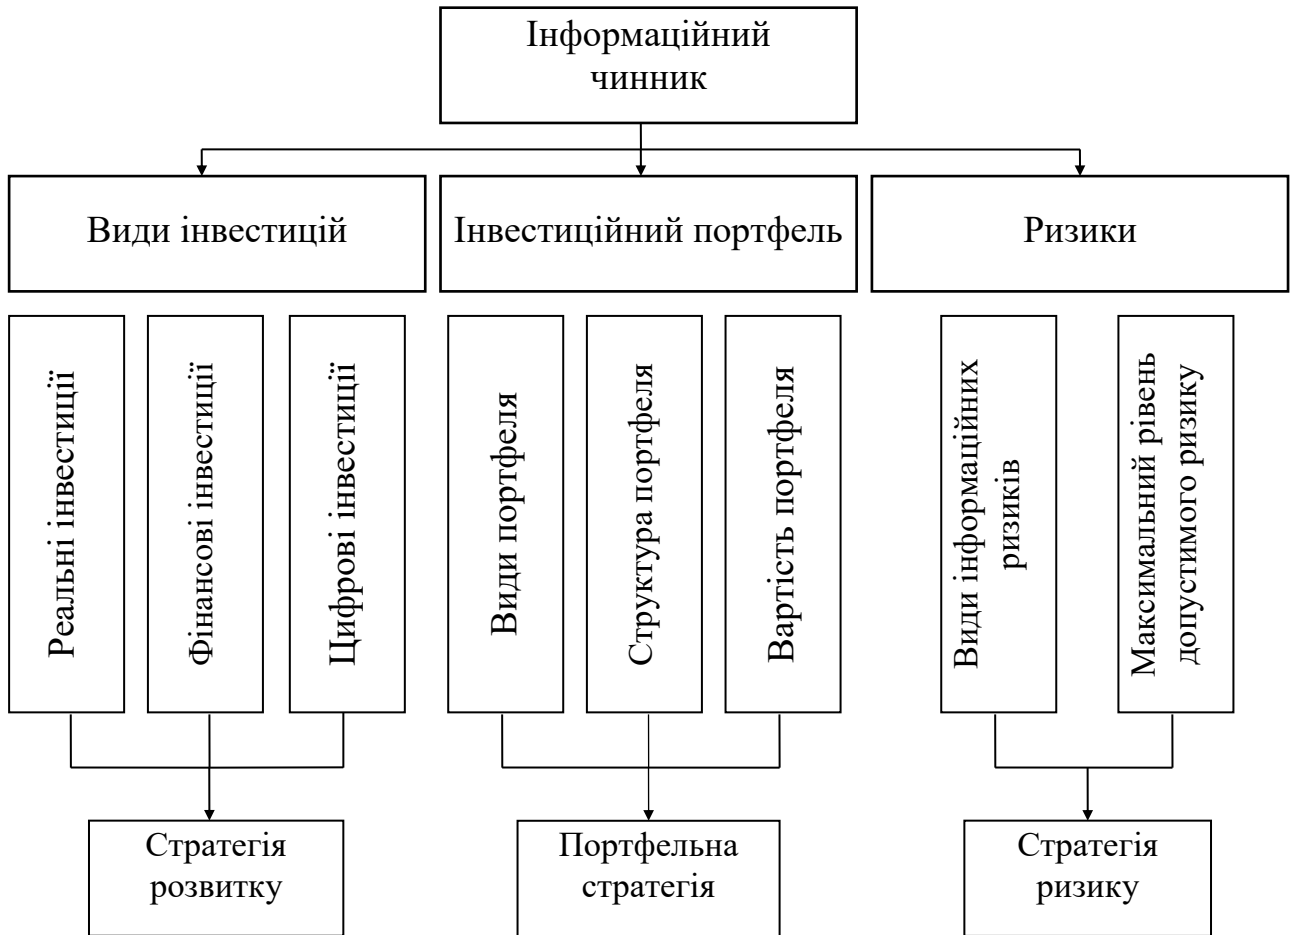 Інформаційний
чинник
Види інвестицій
Інвестиційний портфель
Ризики
Реальні інвестиції
Фінансові інвестиції
Цифрові інвестиції
Види портфеля
Структура портфеля
Вартість портфеля
Види інформаційних
ризиків
Максимальний рівень
допустимого ризику
Стратегія
розвитку
Портфельна
стратегія
Стратегія
ризику